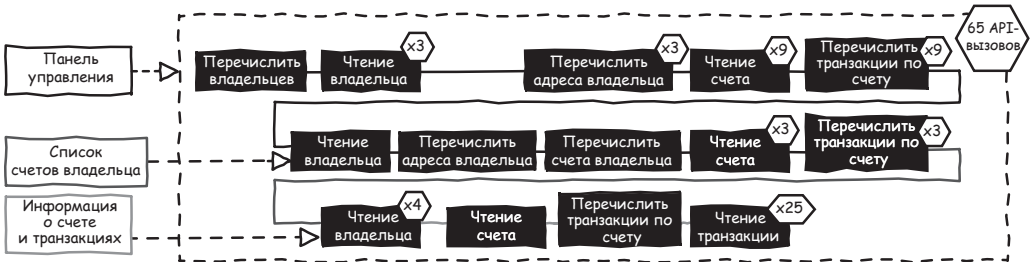 Панель
управления
Перечислить
владельцев
Чтение
владельца
x3
Перечислить
адреса владельца
x3
Чтение
счета
x9
Перечислить
транзакции по
счету
x9
65 API-
вызовов
Список
счетов владельца
Чтение
владельца
Перечислить
адреса владельца
Перечислить
счета владельца
Чтение
счета
x3
Перечислить
транзакции по
счету
x3
Информация
о счете
и транзакциях
Чтение
владельца
x4
Чтение
счета
Перечислить
транзакции по
счету
Чтение
транзакции
x25